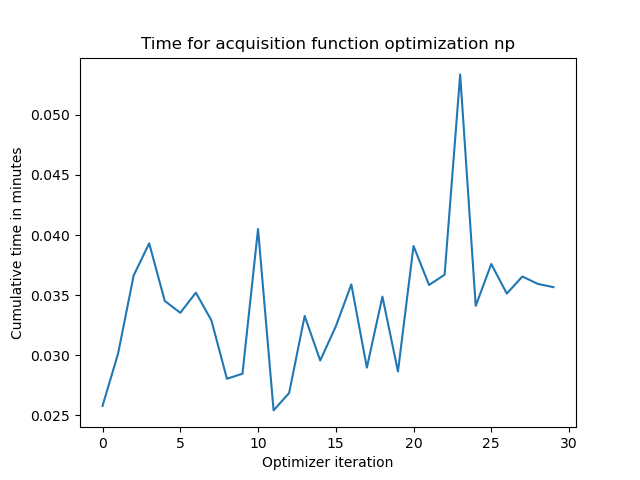 Time for acquisition function optimization np
Cumulative time in minutes
0.050
0.045
0.040
0.035
0.030
0.025
0 5 10 15 20 25 30
Optimizer iteration